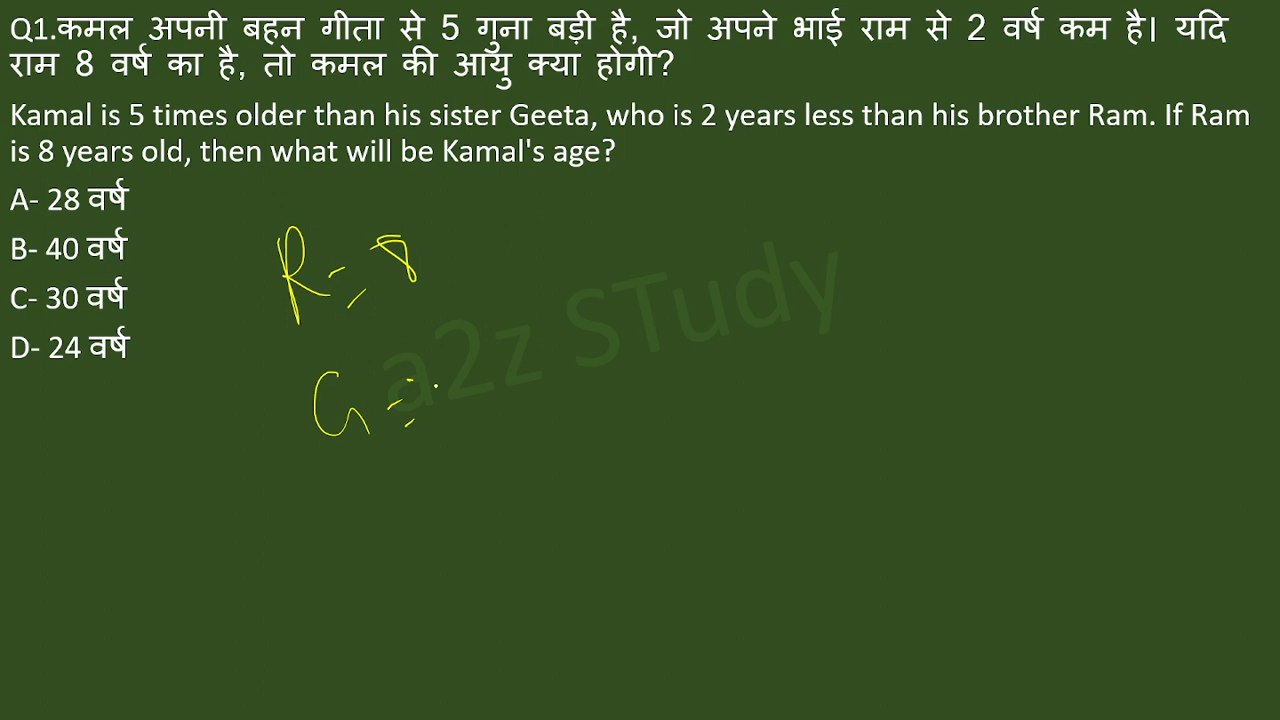 Q1.कमल अपनी बहन गीता से 5 गुना बड़ी है, जो अपने भाई राम से 2 वर्ष कम है। यदि
राम 8 वर्ष का है, तो कमल की आयु क्या होगी?
Kamal is 5 times older than his sister Geeta, who is 2 years less than his brother Ram. If Ram
is 8 years old, then what will be Kamal's age?
A- 28 वर्ष
B- 40 वर्ष
C- 30 वर्ष
D- 24 वर्ष
R = 8
a2z STudy
G =